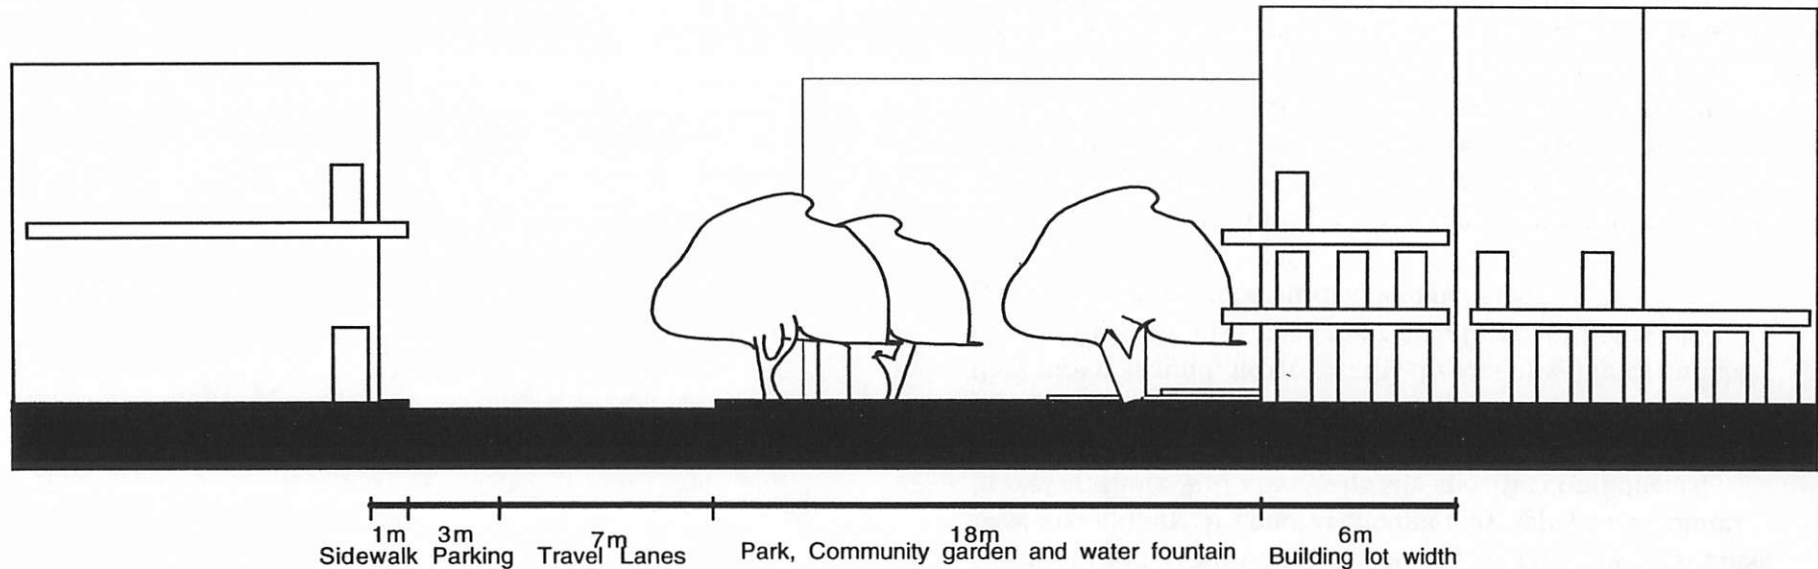 1m 3m 7m 18m 6m
Sidewalk Parking Travel Lanes Park, Community garden and water fountain Building lot width